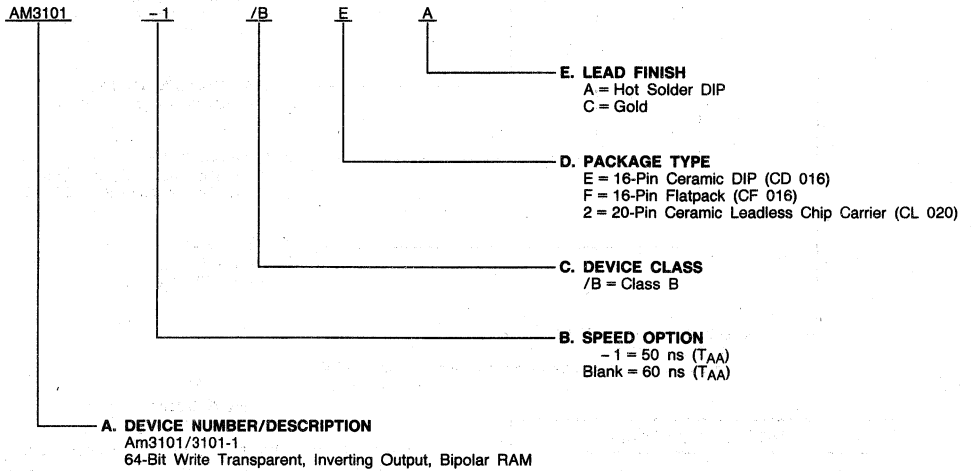 AM3101 -1 /B E A
E. LEAD FINISH
A = Hot Solder DIP
C = Gold
D. PACKAGE TYPE
E = 16-Pin Ceramic DIP (CD 016)
F = 16-Pin Flatpack (CF 016)
2 = 20-Pin Ceramic Leadless Chip Carrier (CL 020)
C. DEVICE CLASS
/B = Class B
B. SPEED OPTION
-1 = 50 ns (TAA)
Blank = 60 ns (TAA)
A. DEVICE NUMBER/DESCRIPTION
Am3101/3101-1
64-Bit Write Transparent, Inverting Output, Bipolar RAM